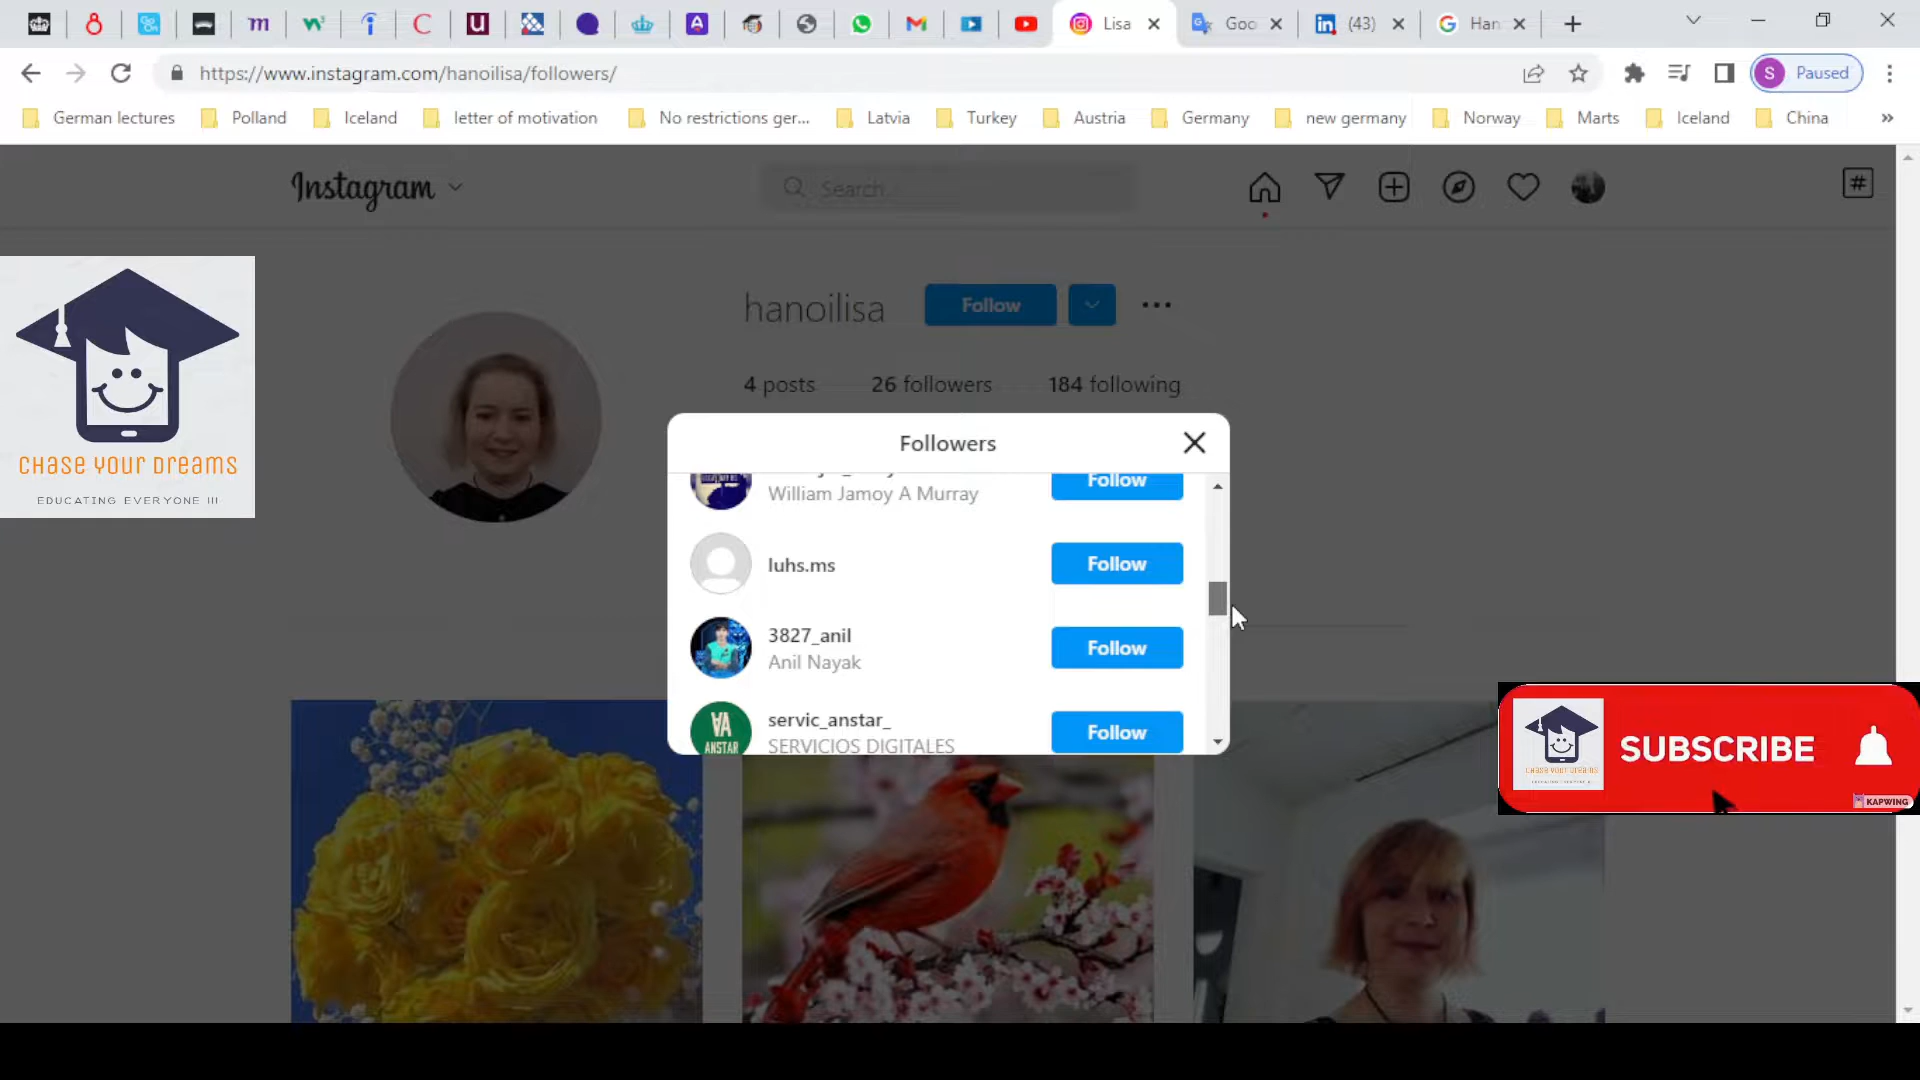 Lisa
Goo
(43)
Han
https://www.instagram.com/hanoilisa/followers/
S Paused
German lectures
Polland
Iceland
letter of motivation
No restrictions ger...
Latvia
Turkey
Austria
Germany
new germany
Norway
Marts
Iceland
China
Instagram
Search...
hanoilisa
Follow
4 posts
26 followers
184 following
CHASE YOUR DREAMS
EDUCATING EVERYONE !!!
Followers
William Jamoy A Murray
Follow
luhs.ms
Follow
3827_anil
Anil Nayak
Follow
servic_anstar_
SERVICIOS DIGITALES
Follow
ANSTAR
SUBSCRIBE
KAPWING